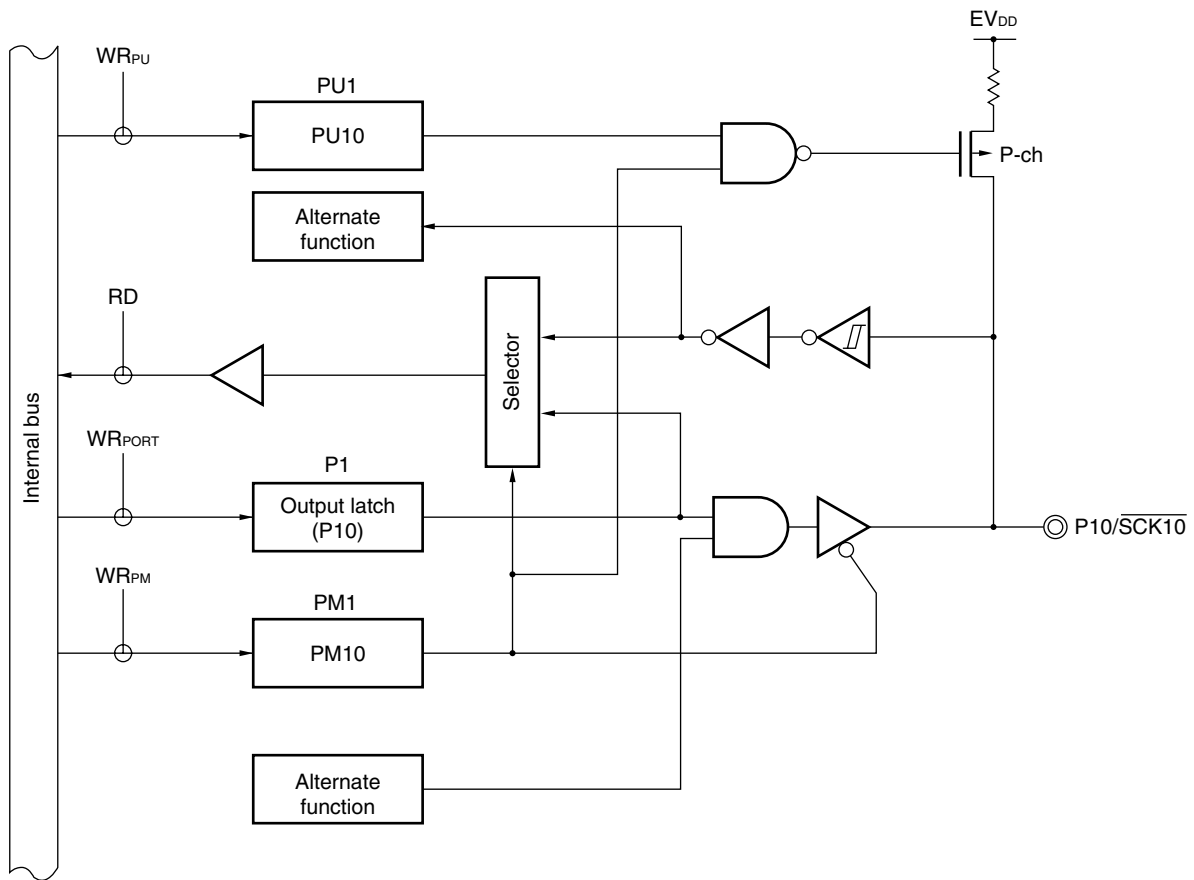 EVDD
WRPU
PU1
PU10
P-ch
Alternate
function
RD
Selector
Internal bus
WRPORT
P1
Output latch
(P10)
P10/SCK10
WRPM
PM1
PM10
Alternate
function